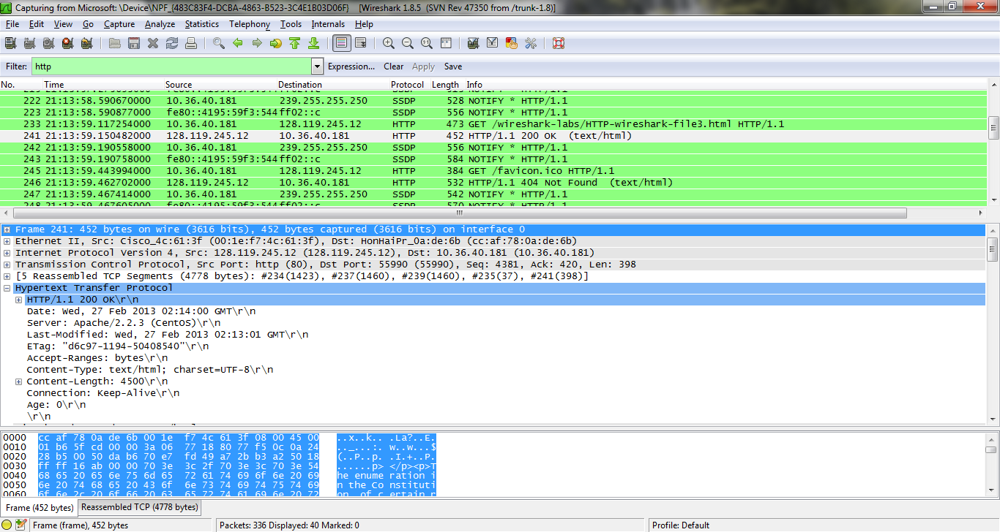 Capturing from Microsoft: \Device\NPF_{483C83F4-DCBA-4863-B523-3C4E1B03D06F} [Wireshark 1.8.5 (SVN Rev 47350 from /trunk-1.8)]
File Edit View Go Capture Analyze Statistics Telephony Tools Internals Help
Filter: http Expression... Clear Apply Save
No. Time Source Destination Protocol Length Info
222 21:13:58.590670000 10.36.40.181 239.255.255.250 SSDP 528 NOTIFY * HTTP/1.1
223 21:13:58.590877000 fe80::4195:59f3:544 ff02::c SSDP 556 NOTIFY * HTTP/1.1
233 21:13:59.117254000 10.36.40.181 128.119.245.12 HTTP 473 GET /wireshark-labs/HTTP-wireshark-file3.html HTTP/1.1
241 21:13:59.150482000 128.119.245.12 10.36.40.181 HTTP 452 HTTP/1.1 200 OK (text/html)
242 21:13:59.190558000 10.36.40.181 239.255.255.250 SSDP 556 NOTIFY * HTTP/1.1
243 21:13:59.190758000 fe80::4195:59f3:544 ff02::c SSDP 584 NOTIFY * HTTP/1.1
245 21:13:59.443994000 10.36.40.181 128.119.245.12 HTTP 384 GET /favicon.ico HTTP/1.1
246 21:13:59.462702000 128.119.245.12 10.36.40.181 HTTP 532 HTTP/1.1 404 Not Found (text/html)
247 21:13:59.467414000 10.36.40.181 239.255.255.250 SSDP 542 NOTIFY * HTTP/1.1
248 21:13:59.467605000 fe80::4195:59f3:544 ff02::c SSDP 570 NOTIFY * HTTP/1.1
Frame 241: 452 bytes on wire (3616 bits), 452 bytes captured (3616 bits) on interface 0
Ethernet II, Src: Cisco_4c:61:3f (00:1e:f7:4c:61:3f), Dst: HonHaiPr_0a:de:6b (cc:af:78:0a:de:6b)
Internet Protocol Version 4, Src: 128.119.245.12 (128.119.245.12), Dst: 10.36.40.181 (10.36.40.181)
Transmission Control Protocol, Src Port: http (80), Dst Port: 55990 (55990), Seq: 4381, Ack: 420, Len: 398
[5 Reassembled TCP Segments (4778 bytes): #234(1423), #237(1460), #239(1460), #235(37), #241(398)]
Hypertext Transfer Protocol
HTTP/1.1 200 OK\r\n
Date: Wed, 27 Feb 2013 02:14:00 GMT\r\n
Server: Apache/2.2.3 (CentOS)\r\n
Last-Modified: Wed, 27 Feb 2013 02:13:01 GMT\r\n
ETag: "d6c97-1194-50408540"\r\n
Accept-Ranges: bytes\r\n
Content-Type: text/html; charset=UTF-8\r\n
Content-Length: 4500\r\n
Connection: Keep-Alive\r\n
Age: 0\r\n
\r\n
0000 cc af 78 0a de 6b 00 1e f7 4c 61 3f 08 00 45 00 ..x..k.. .La?..E.
0010 01 b6 5f cd 00 00 3a 06 77 18 80 77 f5 0c 0a 24 .._...:. w..w...$
0020 28 b5 00 50 da b6 70 e7 fd 49 a7 2b b3 a2 50 18 (..P..p. .I.+..P.
0030 ff ff 16 ab 00 00 70 3e 3c 2f 70 3e 3c 70 3e 54 ......p> </p><p>T
0040 68 65 20 65 6e 75 6d 65 72 61 74 69 6f 6e 20 69 he enume ration i
0050 6e 20 74 68 65 20 43 6f 6e 73 74 69 74 75 74 69 n the Co nstituti
0060 6f 6e 2c 20 6f 66 20 63 65 72 74 61 69 6e 20 72 on, of c ertain r
Frame (452 bytes) Reassembled TCP (4778 bytes)
Frame (frame), 452 bytes Packets: 336 Displayed: 40 Marked: 0 Profile: Default